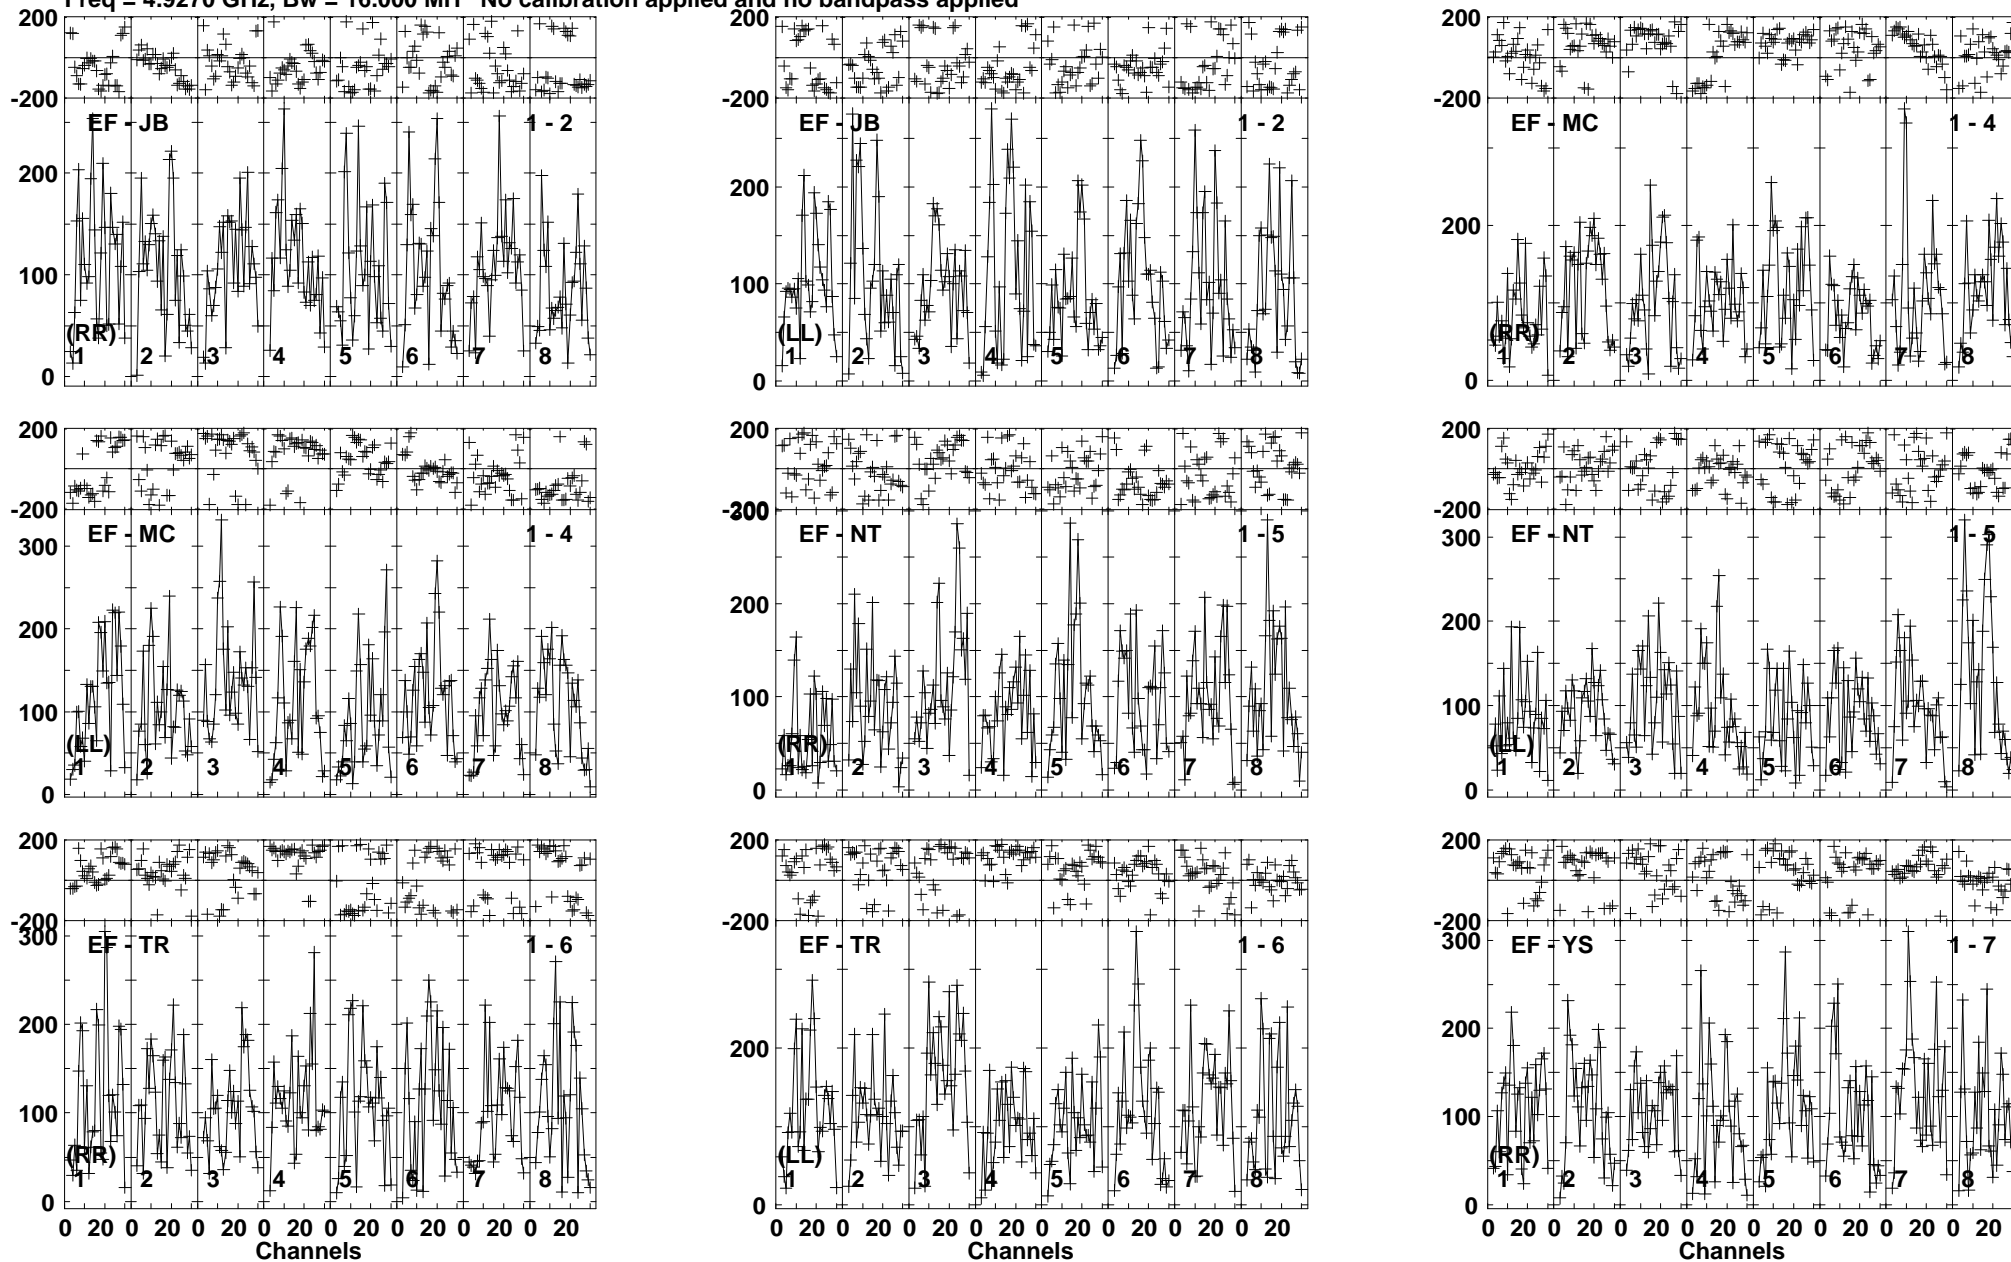 Freq = 4.9270 GHz, Bw = 16.000 MH No calibration applied and no bandpass applied
200 200 200
-200 -200 -200
EF - JB 1 - 2 EF - JB 1 - 2 EF - MC 1 - 4
200 200 200
100 100
(RR) (LL) (RR)
1 2 3 4 5 6 7 8 1 2 3 4 5 6 7 8 1 2 3 4 5 6 7 8
0 0 0
200 200 200
-200 -200 -200
300
EF - MC 1 - 4 EF - NT 1 - 5 EF - NT 1 - 5
300 300
200 200 200
100 100 100
(LL) (RR) (LL)
1 2 3 4 5 6 7 8 1 2 3 4 5 6 7 8 1 2 3 4 5 6 7 8
0 0 0
200 200 200
-200 -200 -200
EF - TR 1 - 6 EF - TR 1 - 6 EF - YS 1 - 7
300 300
200 200 200
100 100
(RR) (LL) (RR)
1 2 3 4 5 6 7 8 1 2 3 4 5 6 7 8 1 2 3 4 5 6 7 8
0 0 0
0 20 0 20 0 20 0 20 0 20 0 20 0 20 0 20 0 20 0 20 0 20 0 20 0 20 0 20 0 20 0 20 0 20 0 20 0 20 0 20 0 20 0 20 0 20 0 20
Channels Channels Channels